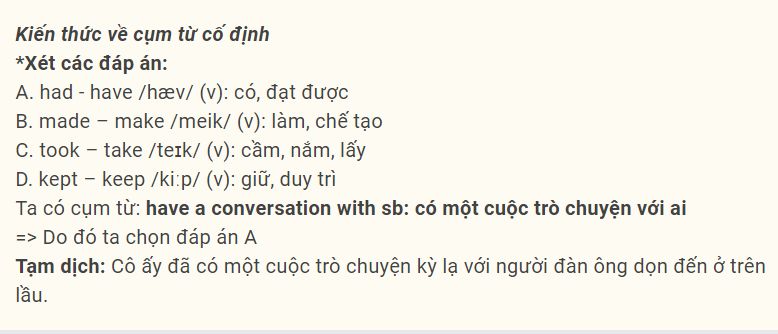 Kiến thức về cụm từ cố định
*Xét các đáp án:
A. had - have /hæv/ (v): có, đạt được
B. made – make /meik/ (v): làm, chế tạo
C. took – take /teɪk/ (v): cầm, nắm, lấy
D. kept – keep /kiːp/ (v): giữ, duy trì
Ta có cụm từ: have a conversation with sb: có một cuộc trò chuyện với ai
=> Do đó ta chọn đáp án A
Tạm dịch: Cô ấy đã có một cuộc trò chuyện kỳ lạ với người đàn ông dọn đến ở trên
lầu.